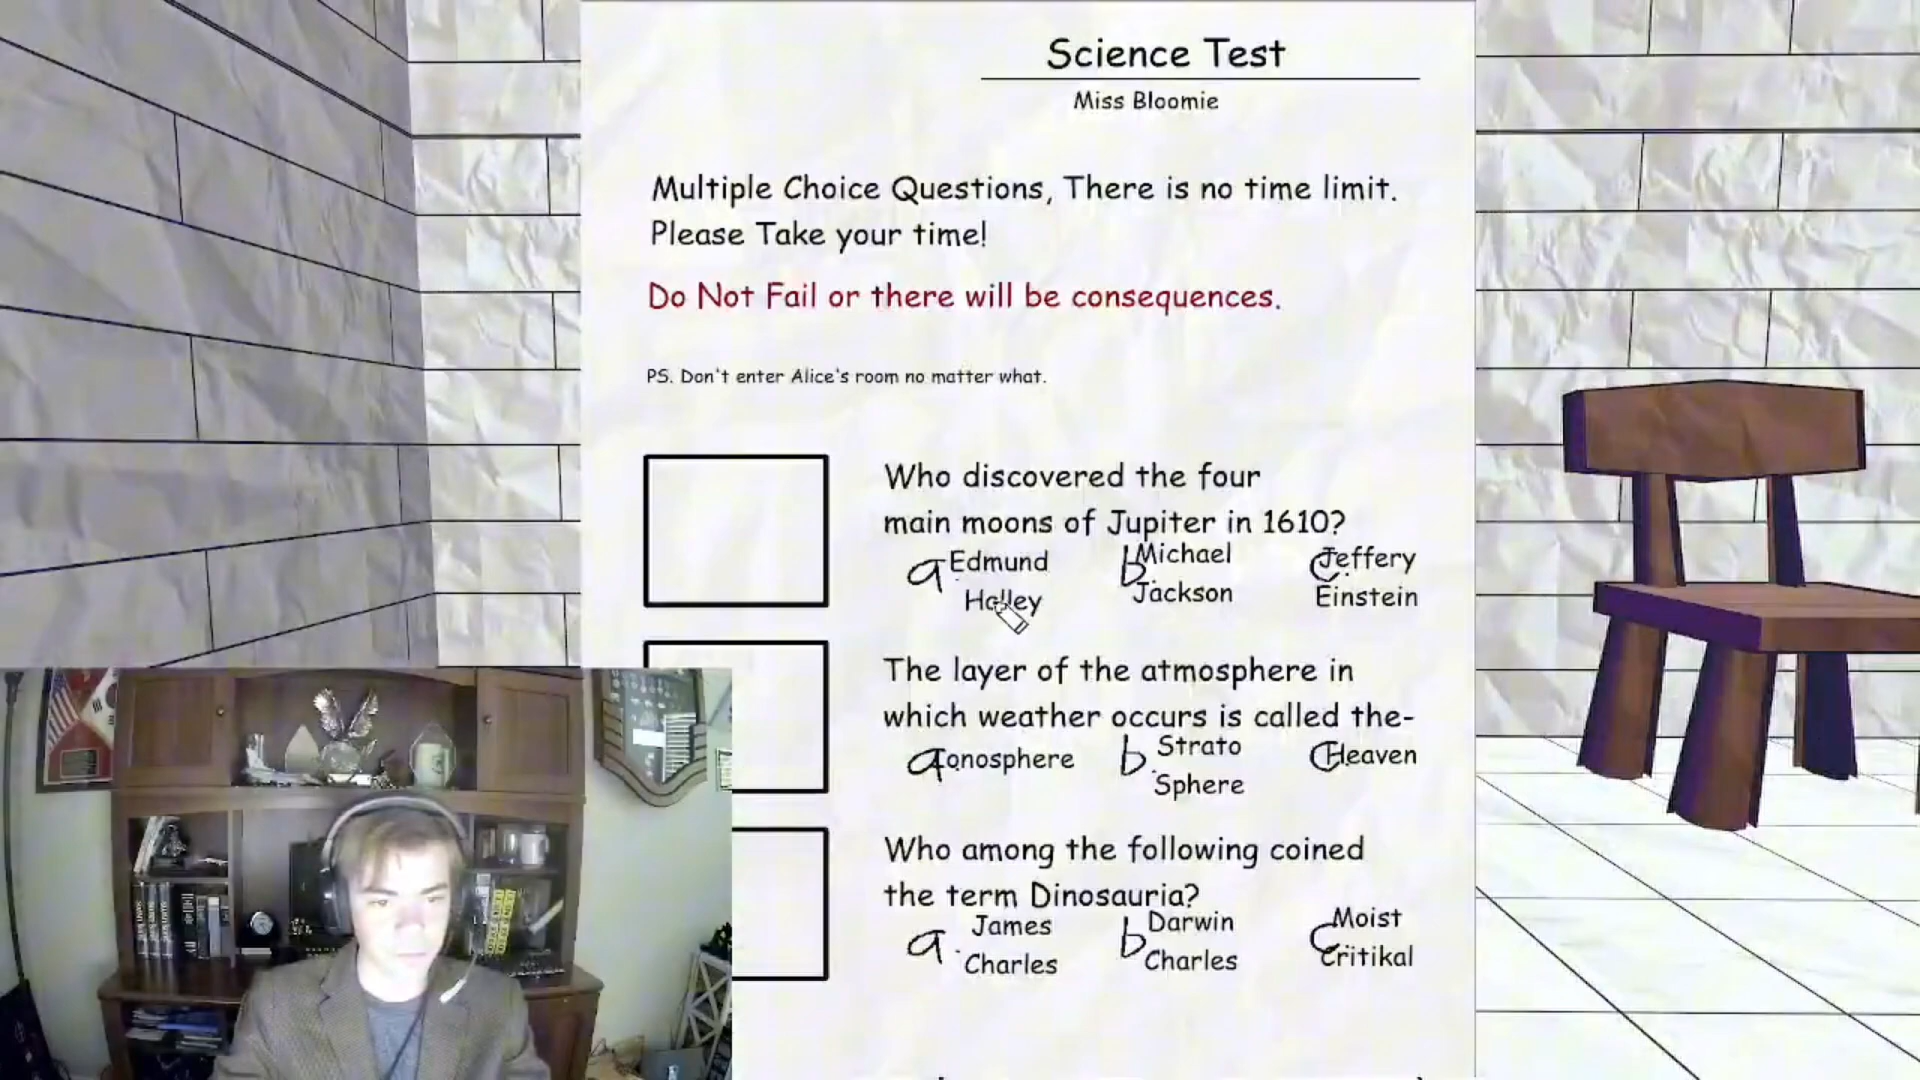 Science Test
Miss Bloomie
Multiple Choice Questions, There is no time limit.
Please Take your time!
Do Not Fail or there will be consequences.
PS. Don't enter Alice's room no matter what.
Who discovered the four
main moons of Jupiter in 1610?
a. Edmund Halley
b. Michael Jackson
C. Jeffery Einstein
The layer of the atmosphere in
which weather occurs is called the-
a. Ionosphere
b. Strato Sphere
C. Heaven
Who among the following coined
the term Dinosauria?
a. James Charles
b. Darwin Charles
C. Moist Critikal